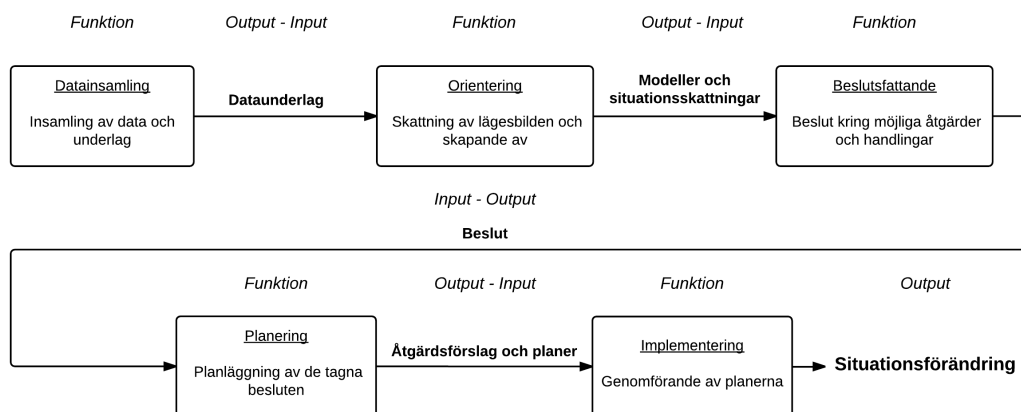 Funktion
Output - Input
Funktion
Output - Input
Funktion
Datainsamling
Insamling av data och
underlag
Dataunderlag
Orientering
Skattning av lägesbilden och
skapande av
Modeller och
situationsskattningar
Beslutsfattande
Beslut kring möjliga åtgärder
och handlingar
Input - Output
Beslut
Funktion
Output - Input
Funktion
Output
Planering
Planläggning av de tagna
besluten
Åtgärdsförslag och planer
Implementering
Genomförande av planerna
Situationsförändring